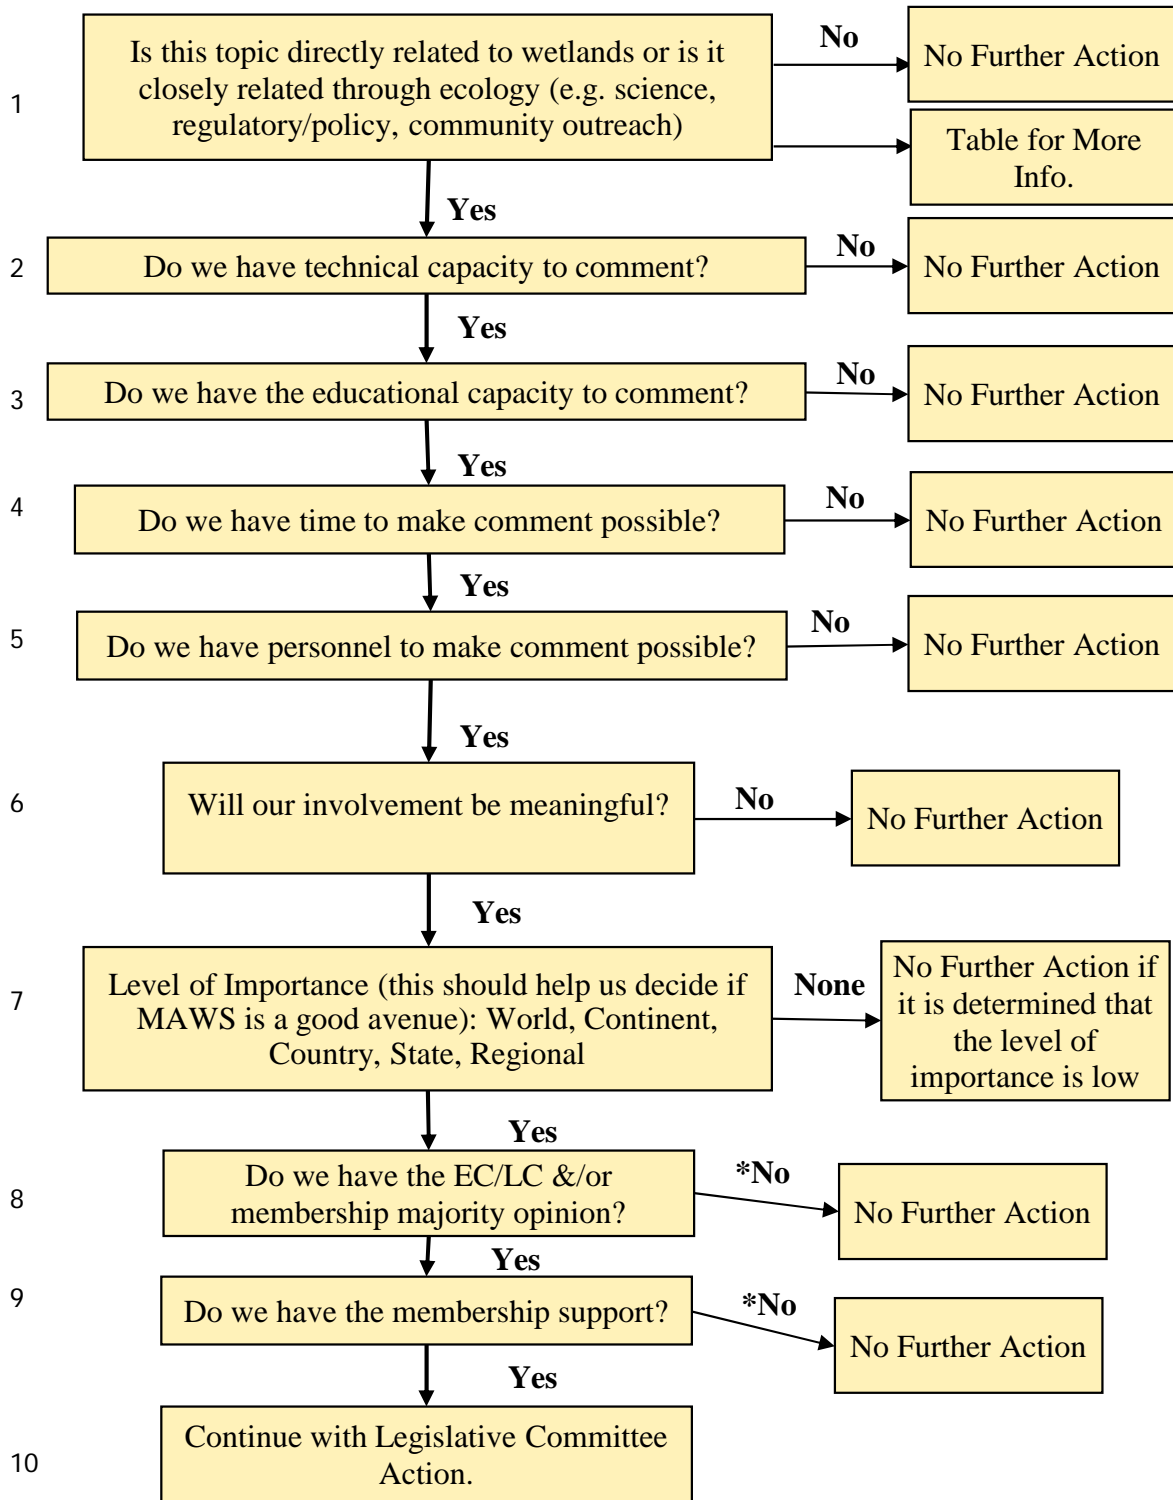 1
Is this topic directly related to wetlands or is it
closely related through ecology (e.g. science,
regulatory/policy, community outreach)
No
No Further Action
Table for More
Info.
Yes
2
Do we have technical capacity to comment?
No
No Further Action
Yes
3
Do we have the educational capacity to comment?
No
No Further Action
Yes
4
Do we have time to make comment possible?
No
No Further Action
Yes
5
Do we have personnel to make comment possible?
No
No Further Action
Yes
6
Will our involvement be meaningful?
No
No Further Action
Yes
7
Level of Importance (this should help us decide if
MAWS is a good avenue): World, Continent,
Country, State, Regional
None
No Further Action if
it is determined that
the level of
importance is low
Yes
8
Do we have the EC/LC &/or
membership majority opinion?
*No
No Further Action
Yes
9
Do we have the membership support?
*No
No Further Action
Yes
10
Continue with Legislative Committee
Action.